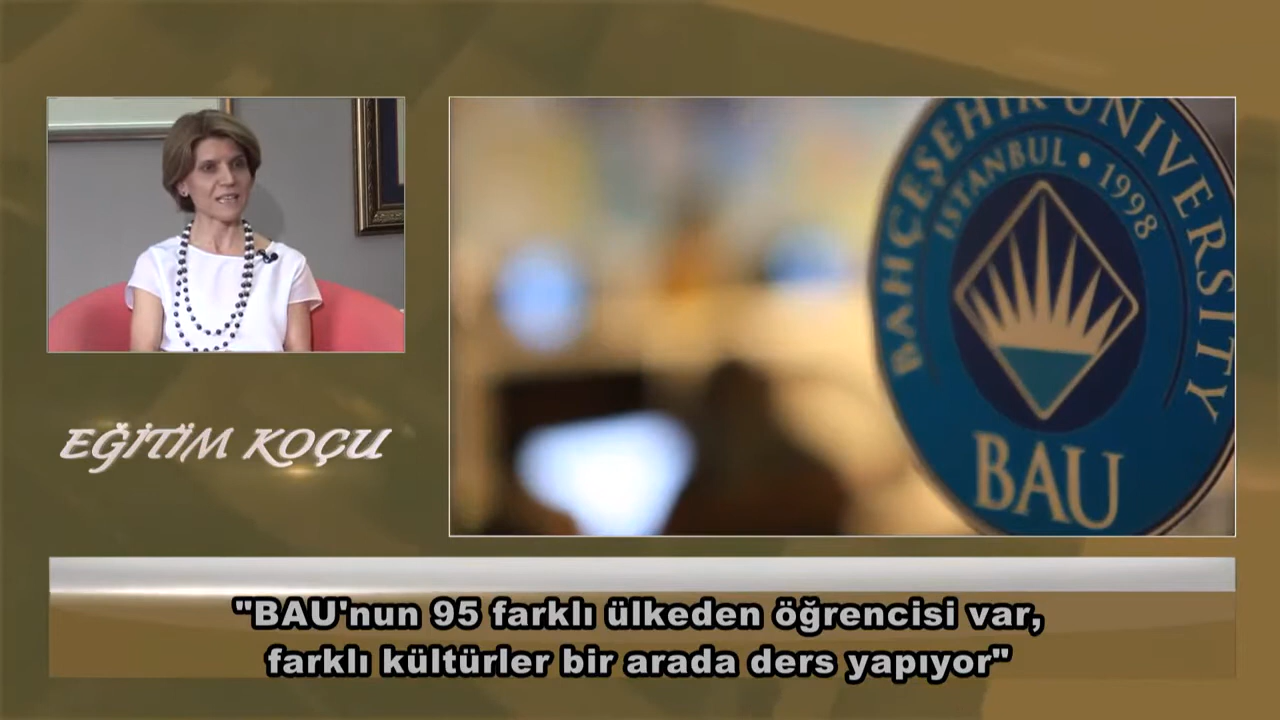 BAHÇEŞEHİR UNIVERSITY
İSTANBUL • 1998
BAU
EĞİTİM KOÇU
"BAU'nun 95 farklı ülkeden öğrencisi var,
farklı kültürler bir arada ders yapıyor"